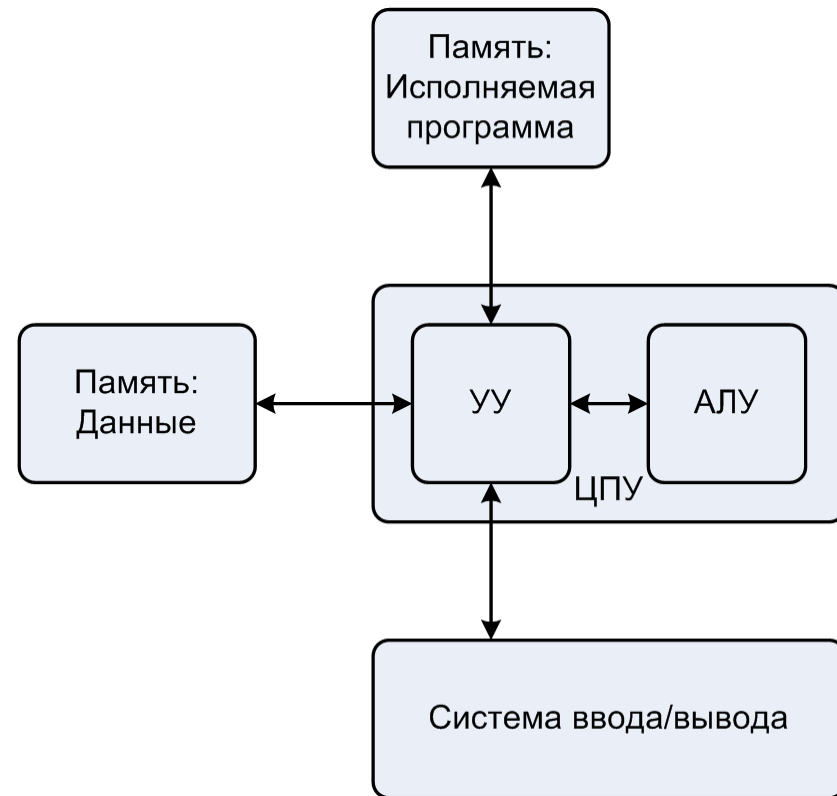 Память:
Исполняемая
программа
Память:
Данные
УУ
АЛУ
ЦПУ
Система ввода/вывода